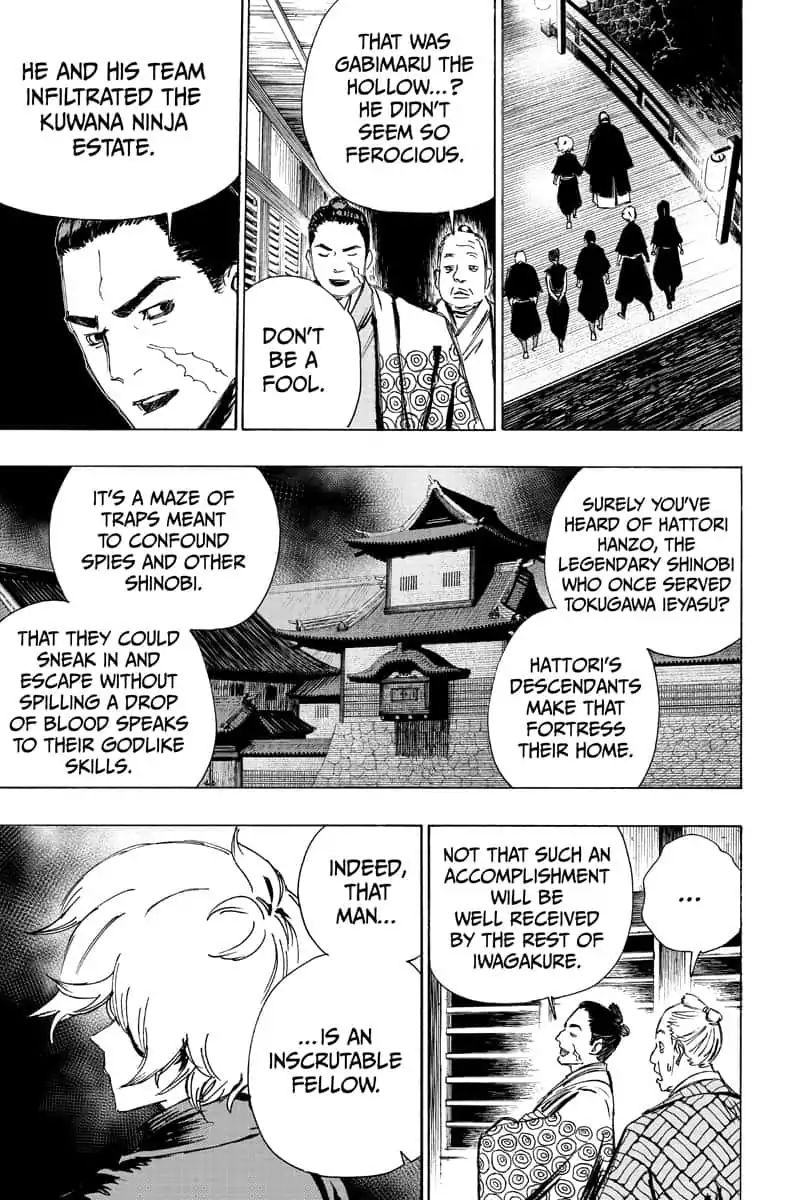 THAT WAS
GABIMARU THE
HOLLOW...?
HE DIDN'T
SEEM SO
FEROCIOUS.
DON'T
BE A
FOOL.
HE AND HIS TEAM
INFILTRATED THE
KUWANA NINJA
ESTATE.
SURELY YOU'VE
HEARD OF HATTORI
HANZO, THE
LEGENDARY SHINOBI
WHO ONCE SERVED
TOKUGAWA IEYASU?
HATTORI'S
DESCENDANTS
MAKE THAT
FORTRESS
THEIR HOME.
IT'S A MAZE OF
TRAPS MEANT
TO CONFOUND
SPIES AND OTHER
SHINOBI.
THAT THEY COULD
SNEAK IN AND
ESCAPE WITHOUT
SPILLING A DROP
OF BLOOD SPEAKS
TO THEIR GODLIKE
SKILLS.
...
NOT THAT SUCH AN
ACCOMPLISHMENT
WILL BE
WELL RECEIVED
BY THE REST OF
IWAGAKURE.
INDEED,
THAT
MAN...
...IS AN
INSCRUTABLE
FELLOW.